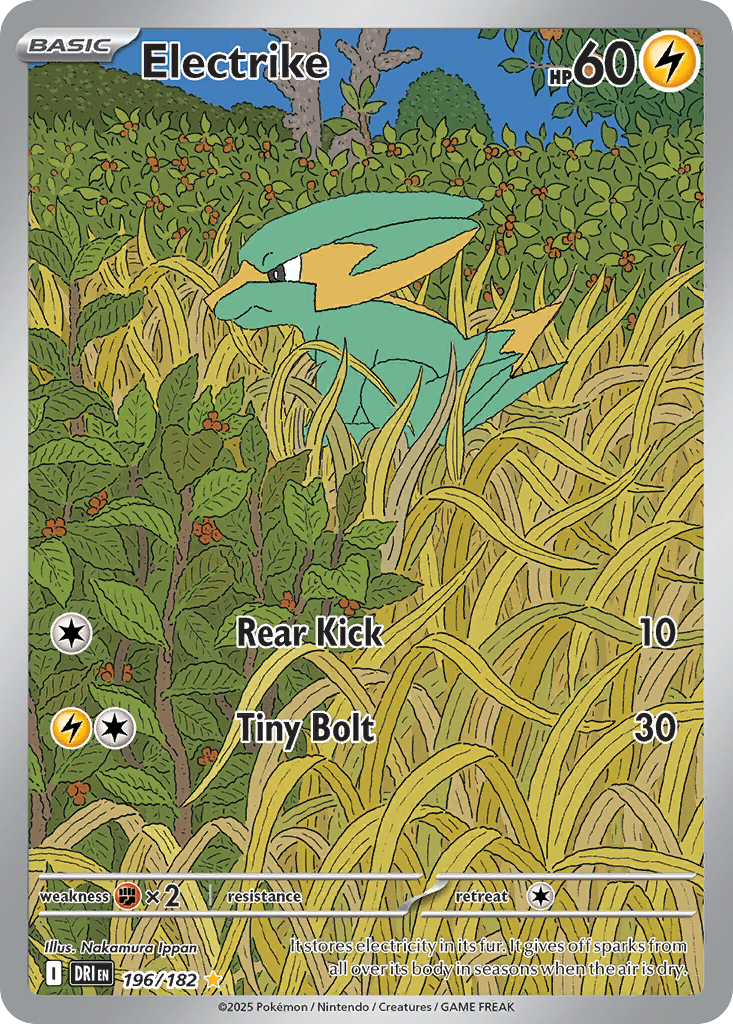 BASIC
Electrike
HP60
Rear Kick 10
Tiny Bolt 30
weakness ×2 resistance retreat
Illus. Nakamura Ippan
It stores electricity in its fur. It gives off sparks from
all over its body in seasons when the air is dry.
I DRI EN 196/182
©2025 Pokémon / Nintendo / Creatures / GAME FREAK